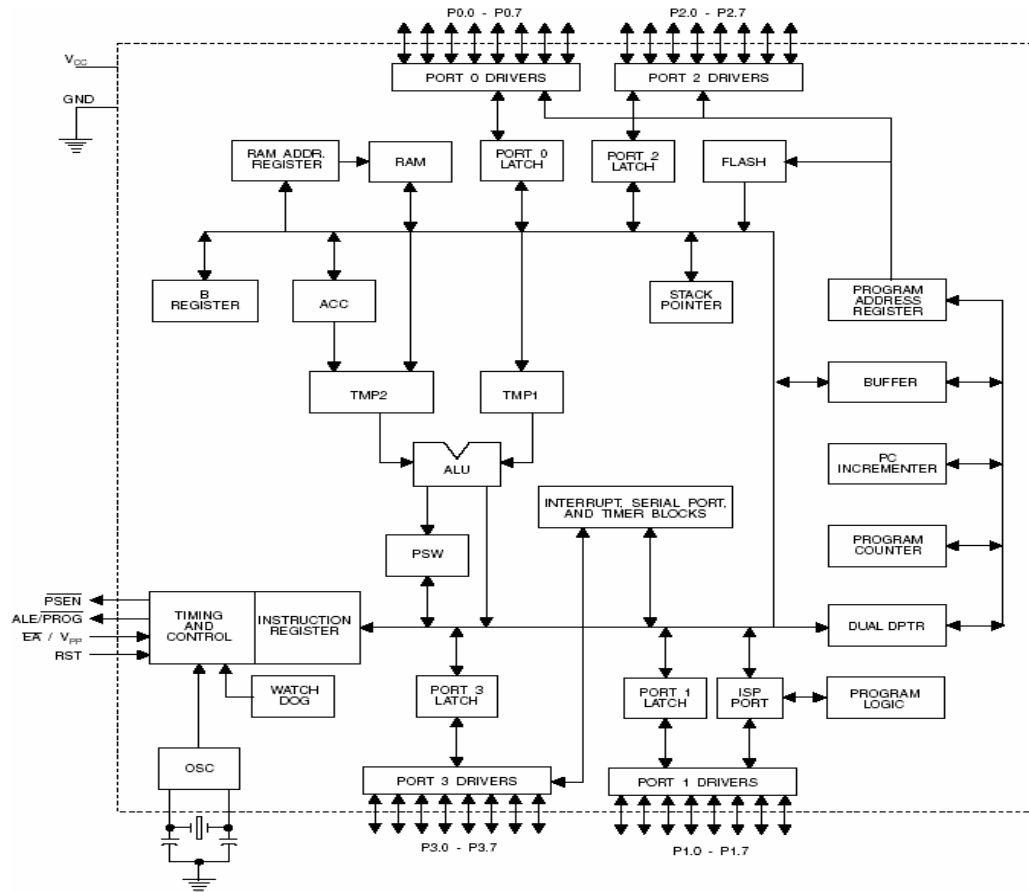 P0.0 - P0.7
P2.0 - P2.7
VCC
GND
PORT 0 DRIVERS
PORT 2 DRIVERS
RAM ADDR.
REGISTER
RAM
PORT 0
LATCH
PORT 2
LATCH
FLASH
B
REGISTER
ACC
STACK
POINTER
PROGRAM
ADDRESS
REGISTER
TMP2
TMP1
BUFFER
ALU
PC
INCREMENTER
INTERRUPT, SERIAL PORT,
AND TIMER BLOCKS
PSW
PROGRAM
COUNTER
PSEN
ALE/PROG
EA / VPP
RST
TIMING
AND
CONTROL
INSTRUCTION
REGISTER
DUAL DPTR
WATCH
DOG
PORT 3
LATCH
PORT 1
LATCH
ISP
PORT
PROGRAM
LOGIC
OSC
PORT 3 DRIVERS
PORT 1 DRIVERS
P3.0 - P3.7
P1.0 - P1.7